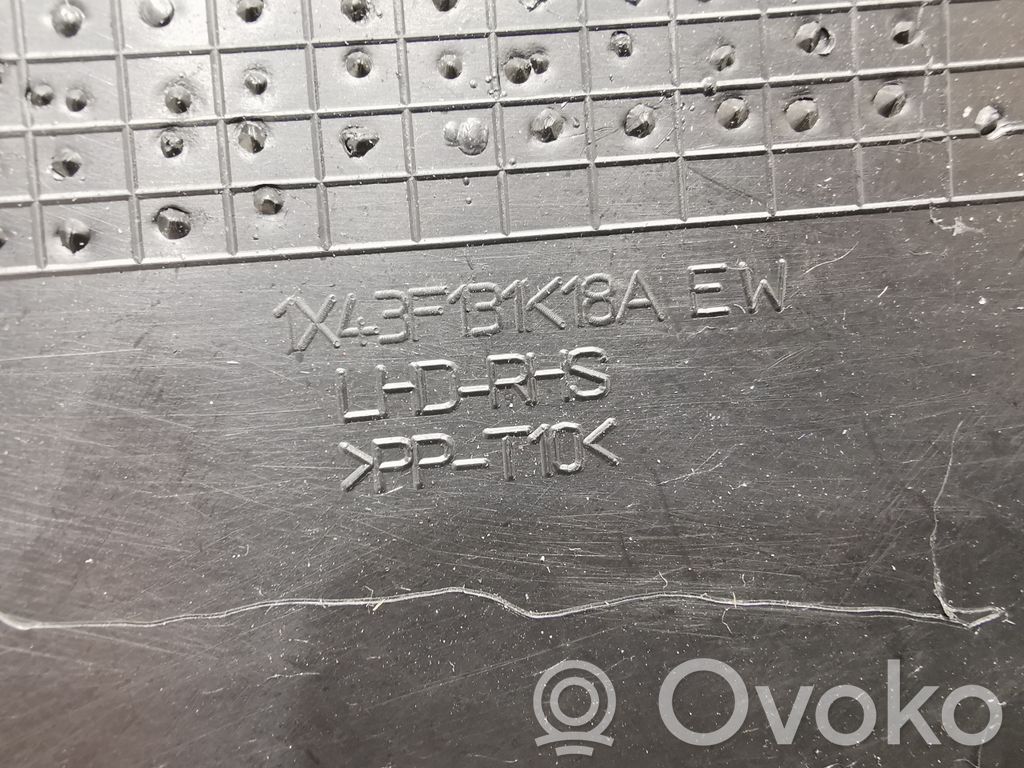 1X43F131K18A EW
LHD-RHS
>PP-T10<
Ovoko